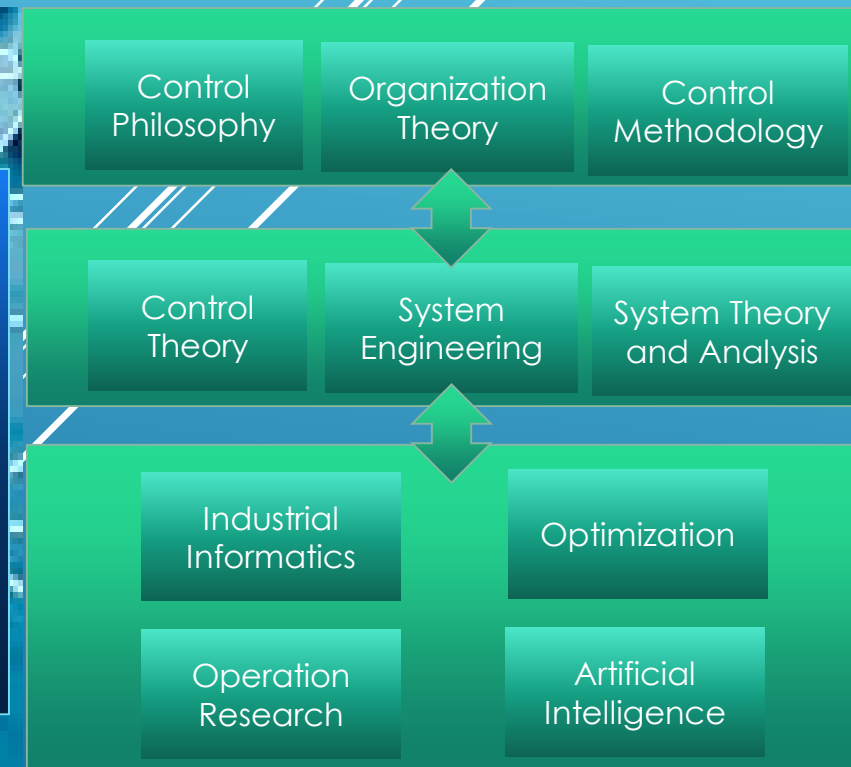 Control
Philosophy
Organization
Theory
Control
Methodology
Control
Theory
System
Engineering
System Theory
and Analysis
Industrial
Informatics
Optimization
Operation
Research
Artificial
Intelligence